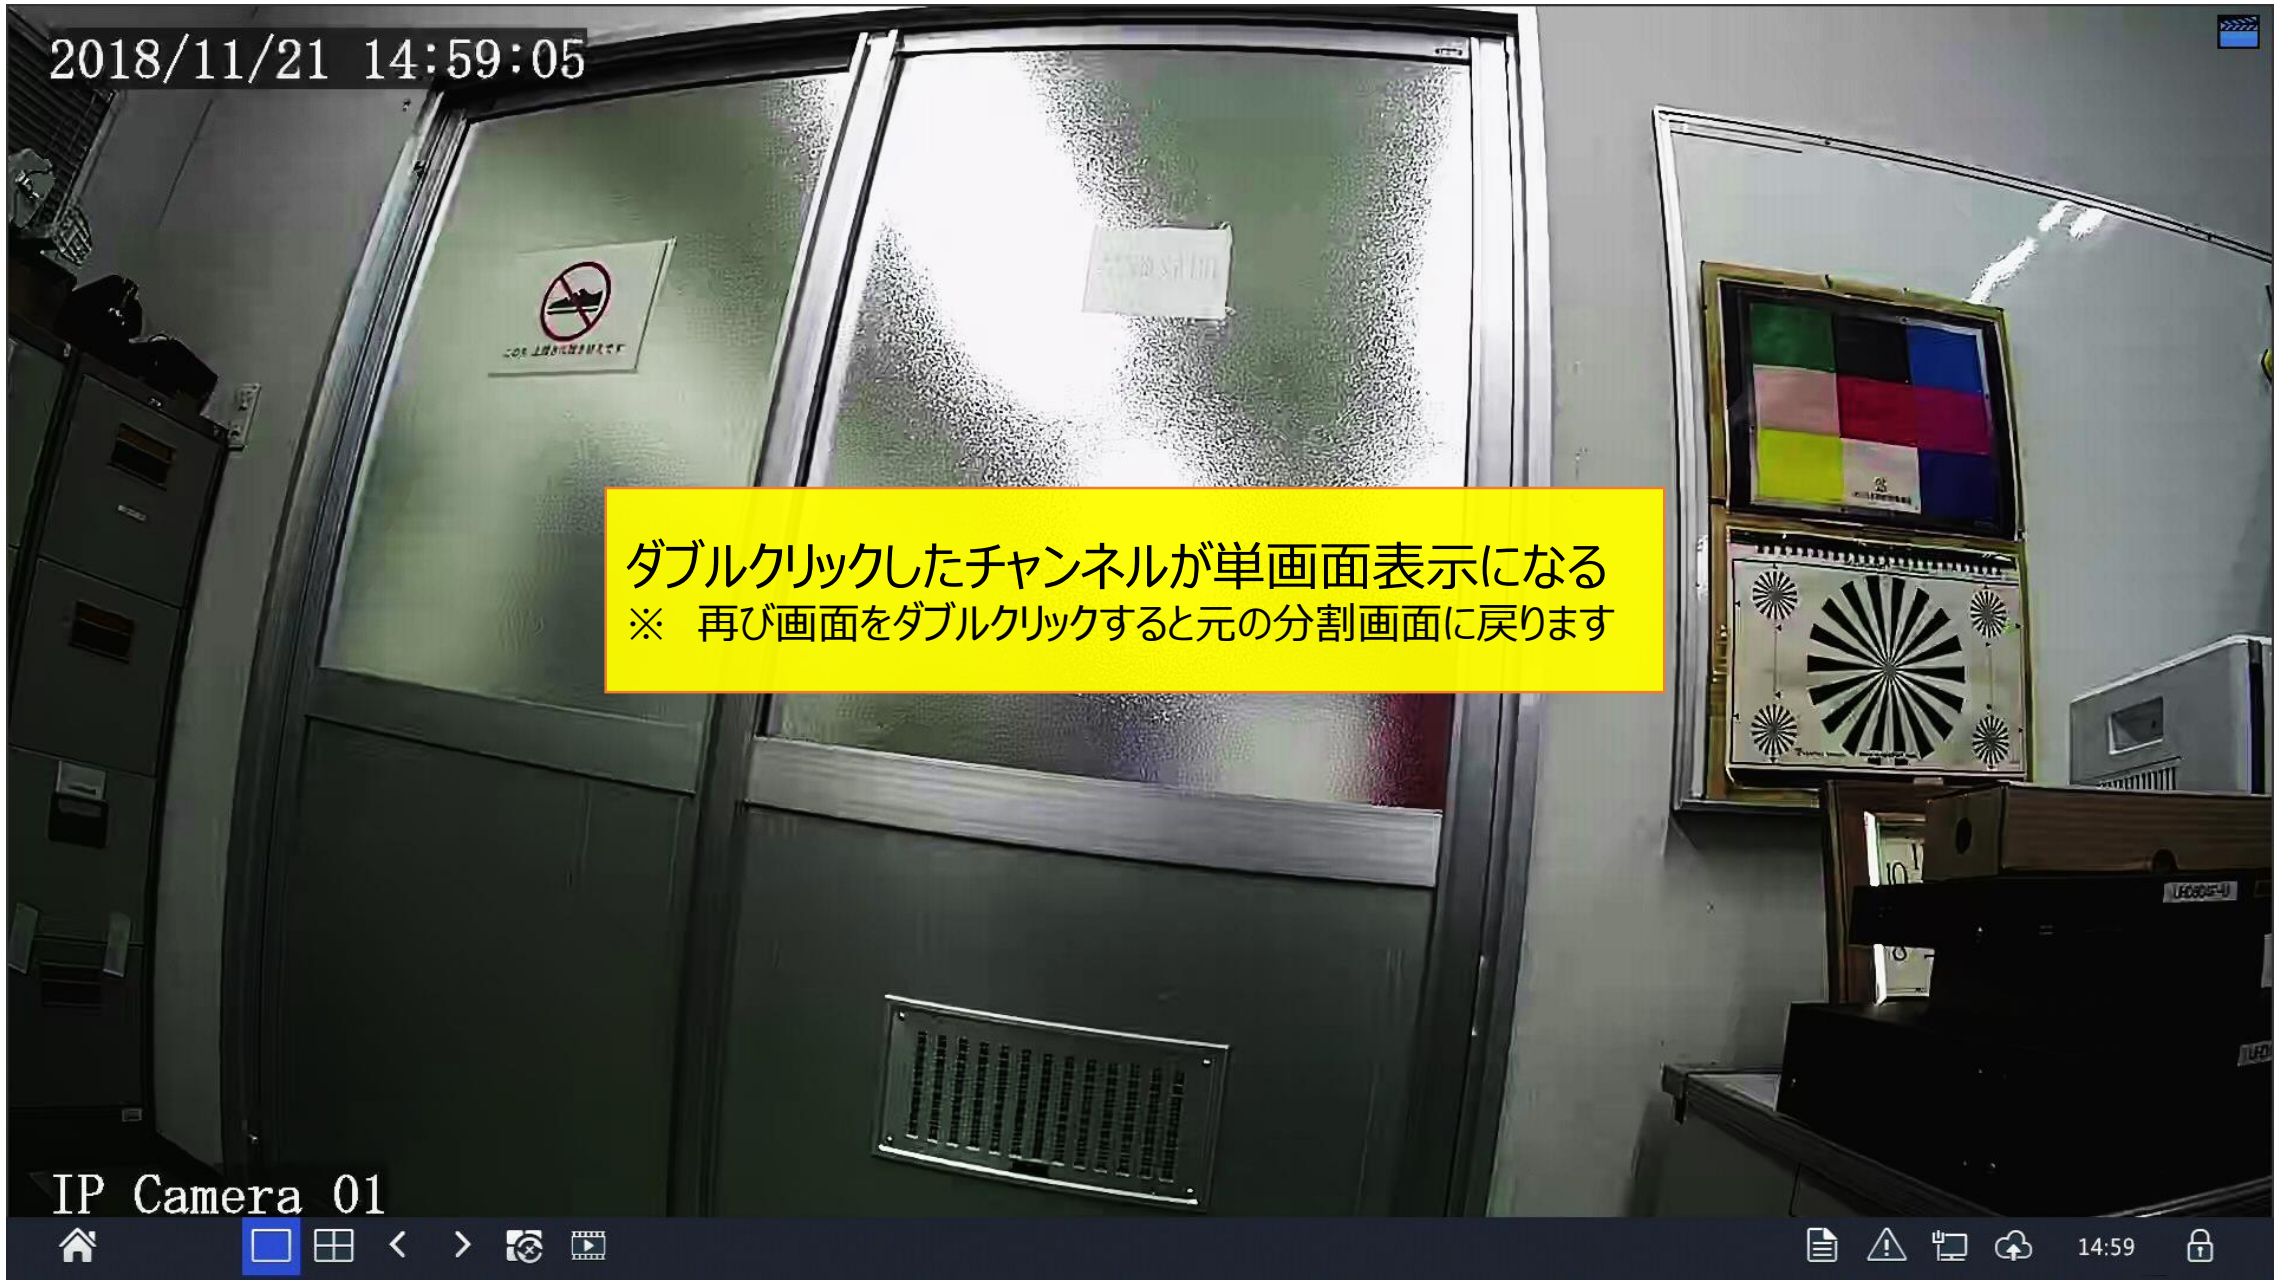 2018/11/21 14:59:05
ダブルクリックしたチャンネルが単画面表示になる
※ 再び画面をダブルクリックすると元の分割画面に戻ります
IP Camera 01
14:59